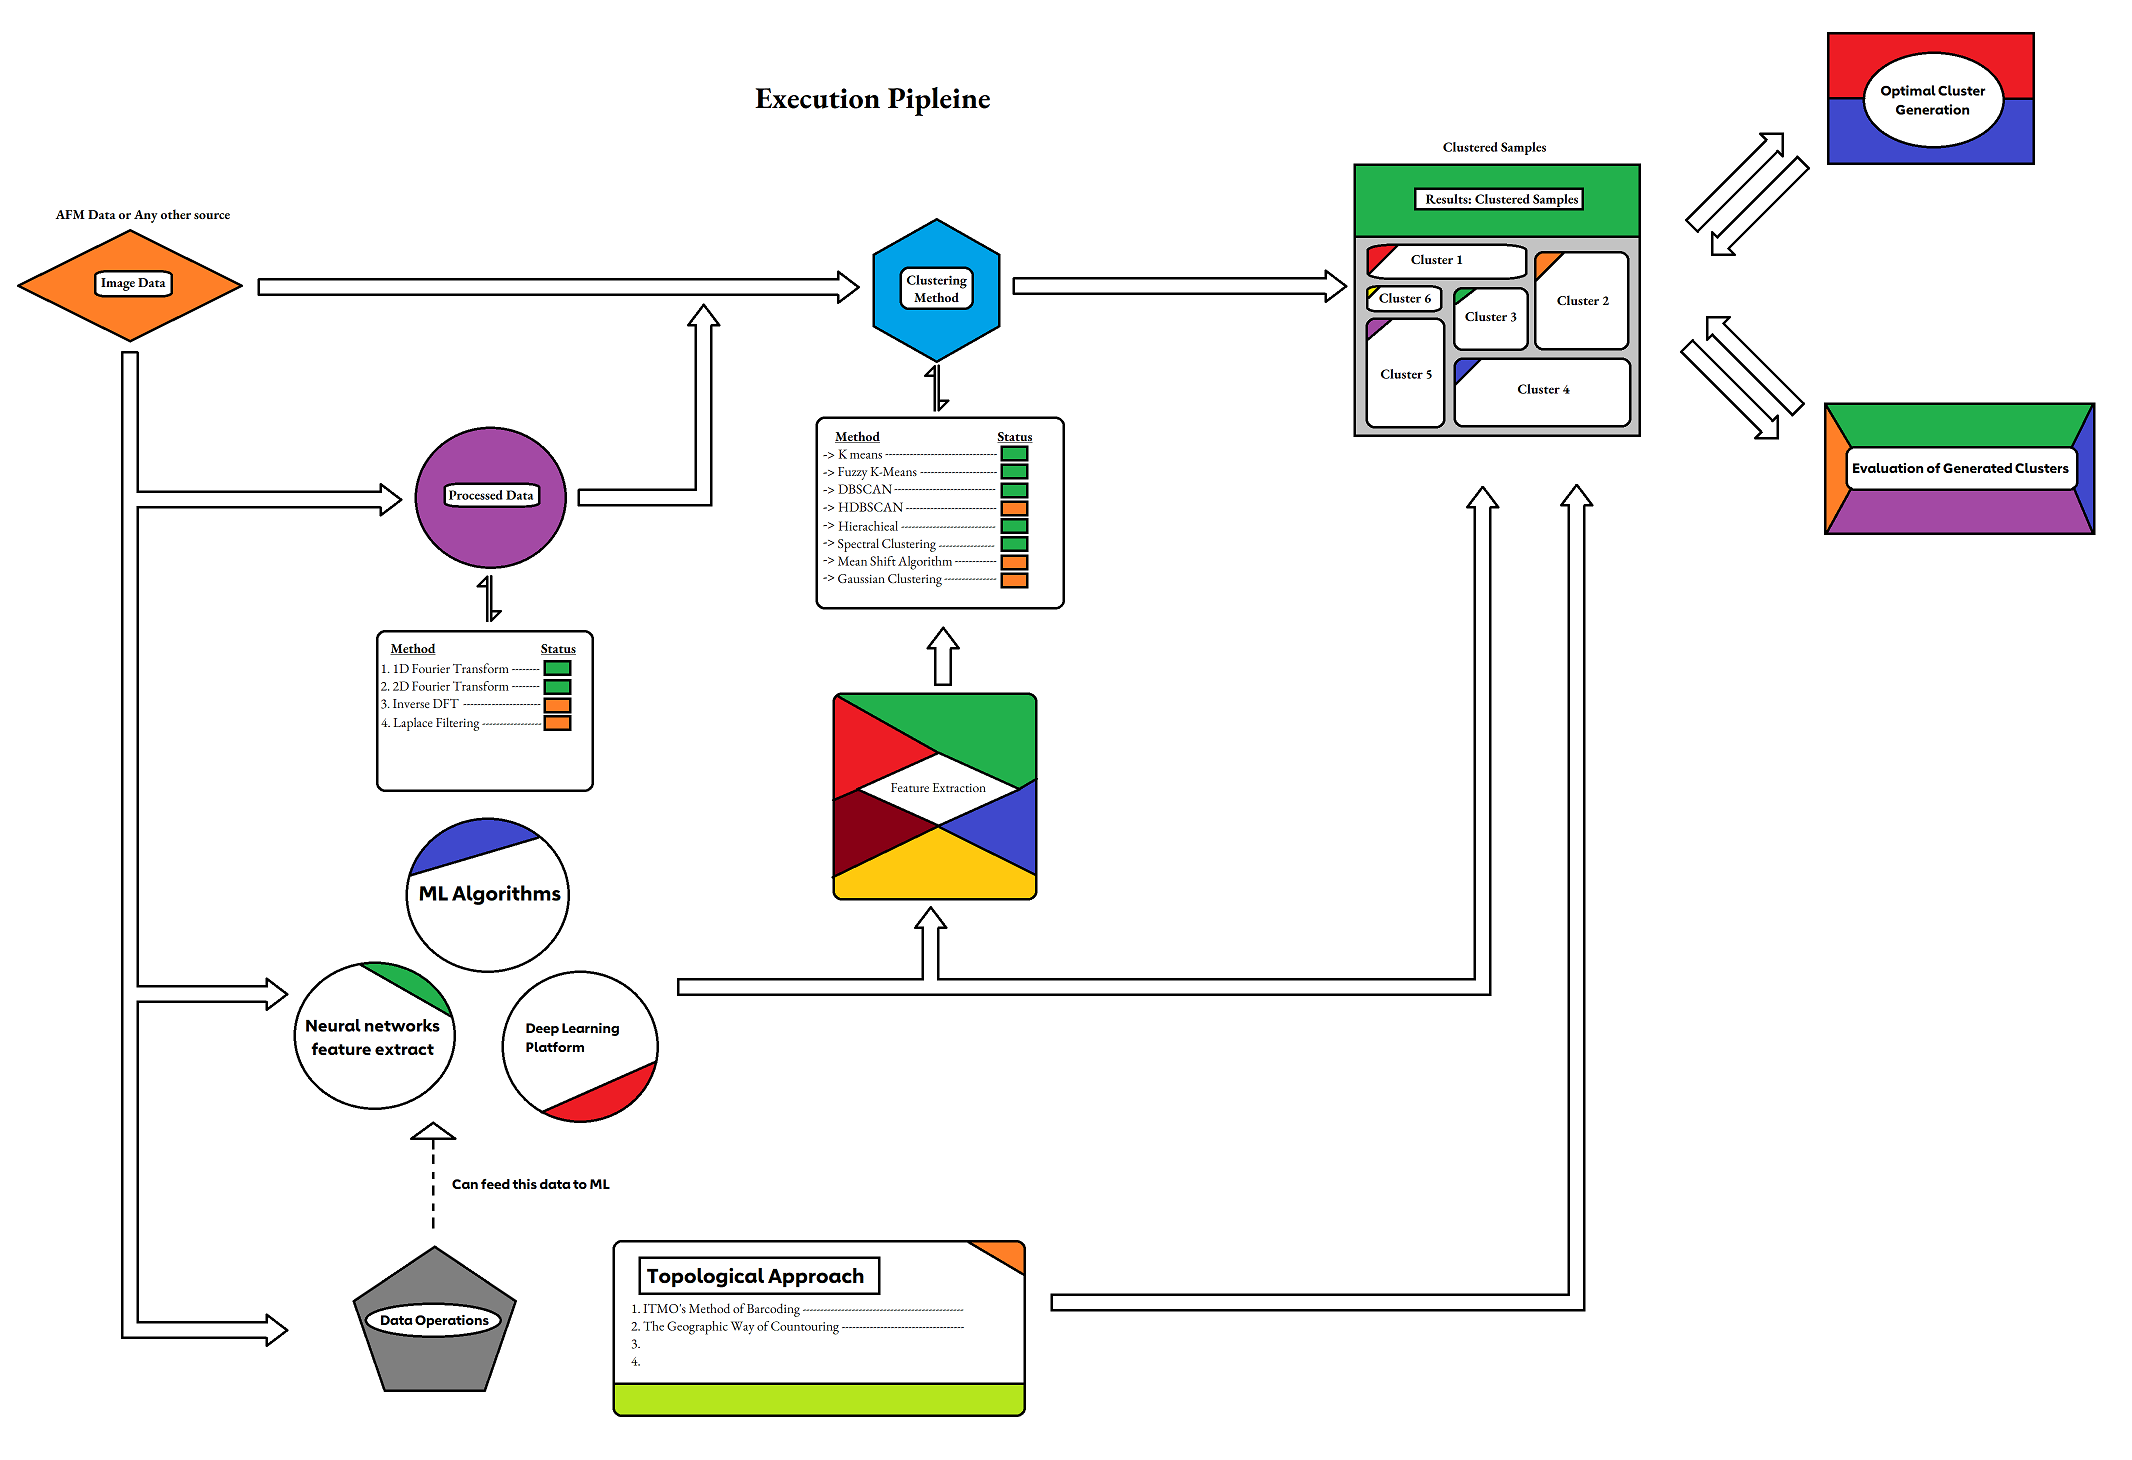 Execution Pipleine
Optimal Cluster
Generation
Clustered Samples
Results: Clustered Samples
AFM Data or Any other source
Image Data
Clustering
Method
Cluster 1
Cluster 2
Cluster 6
Cluster 3
Cluster 5
Cluster 4
Evaluation of Generated Clusters
Processed Data
Method Status
-> K means --------------------------------
-> Fuzzy K-Means ----------------------
-> DBSCAN -----------------------------
-> HDBSCAN --------------------------
-> Hierachieal ---------------------------
-> Spectral Clustering ----------------
-> Mean Shift Algorithm ------------
-> Gaussian Clustering ---------------
Method Status
1. 1D Fourier Transform --------
2. 2D Fourier Transform --------
3. Inverse DFT ----------------------
4. Laplace Filtering -----------------
Feature Extraction
ML Algorithms
Neural networks
feature extract
Deep Learning
Platform
Can feed this data to ML
Data Operations
Topological Approach
1. ITMO's Method of Barcoding ----------------------------------------------
2. The Geographic Way of Countouring -----------------------------------
3.
4.